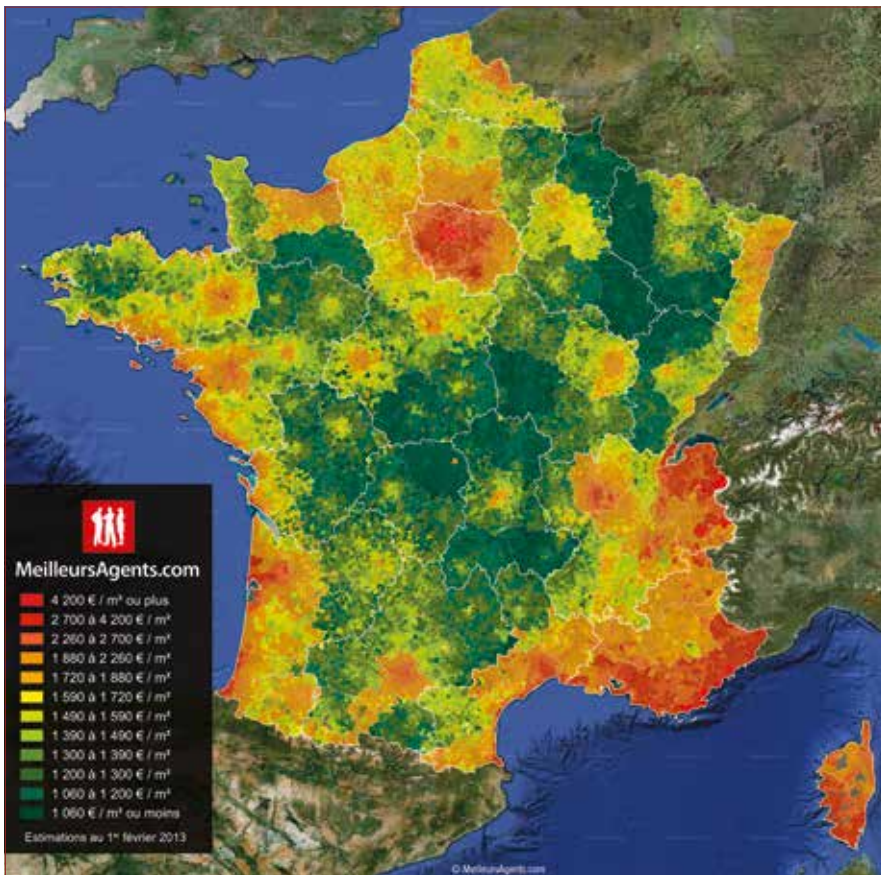 MeilleursAgents.com
4 200 € / m² ou plus
2 700 à 4 200 € / m²
2 260 à 2 700 € / m²
1 880 à 2 260 € / m²
1 720 à 1 880 € / m²
1 590 à 1 720 € / m²
1 490 à 1 590 € / m²
1 390 à 1 490 € / m²
1 300 à 1 390 € / m²
1 200 à 1 300 € / m²
1 060 à 1 200 € / m²
1 060 € / m² ou moins
Estimations au 1er février 2013
© MeilleursAgents.com